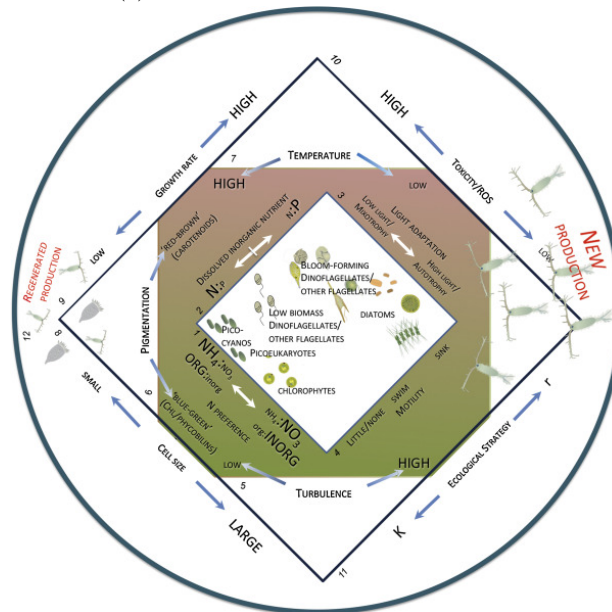 10
HIGH
HIGH
GROWTH RATE
TOXICITY/ROS
7
TEMPERATURE
HIGH
LOW
LOW
LOW
'RED-BROWN'
(CAROTENOIDS)
DISSOLVED INORGANIC NUTRIENT
N:P
N:P
3
LOW LIGHT/
MIXOTROPHY
LIGHT ADAPTATION
HIGH LIGHT/
AUTOTROPHY
NEW
PRODUCTION
REGENERATED
PRODUCTION
12
9
8
PIGMENTATION
2
1
BLOOM-FORMING
DINOFLAGELLATES/
OTHER FLAGELLATES
LOW BIOMASS
DINOFLAGELLATES/
OTHER FLAGELLATES
DIATOMS
PICO-
CYANOS
PICOEUKARYOTES
CHLOROPHYTES
NH4:NO3
ORG:inorg
N PREFERENCE
NH4:NO3
org:INORG
SINK
SWIM
MOTILITY
LITTLE/NONE
4
SMALL
6
'BLUE-GREEN'
(CHL/PHYCOBILINS)
LOW
HIGH
5
TURBULENCE
CELL SIZE
LARGE
r
ECOLOGICAL STRATEGY
K
11